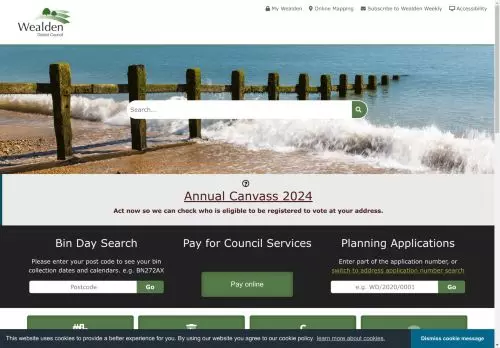 Wealden
District Council
My Wealden
Online Mapping
Subscribe to Wealden Weekly
Accessibility
Search...
Annual Canvass 2024
Act now so we can check who is eligible to be registered to vote at your address.
Bin Day Search
Please enter your post code to see your bin
collection dates and calendars. e.g. BN272AX
Postcode
Go
Pay for Council Services
Pay online
Planning Applications
Enter part of the application number, or
switch to address application number search
e.g. WD/2020/0001
Go
This website uses cookies to provide a better experience for you. By using our website you agree to our cookie policy. learn more about cookies.
Dismiss cookie message